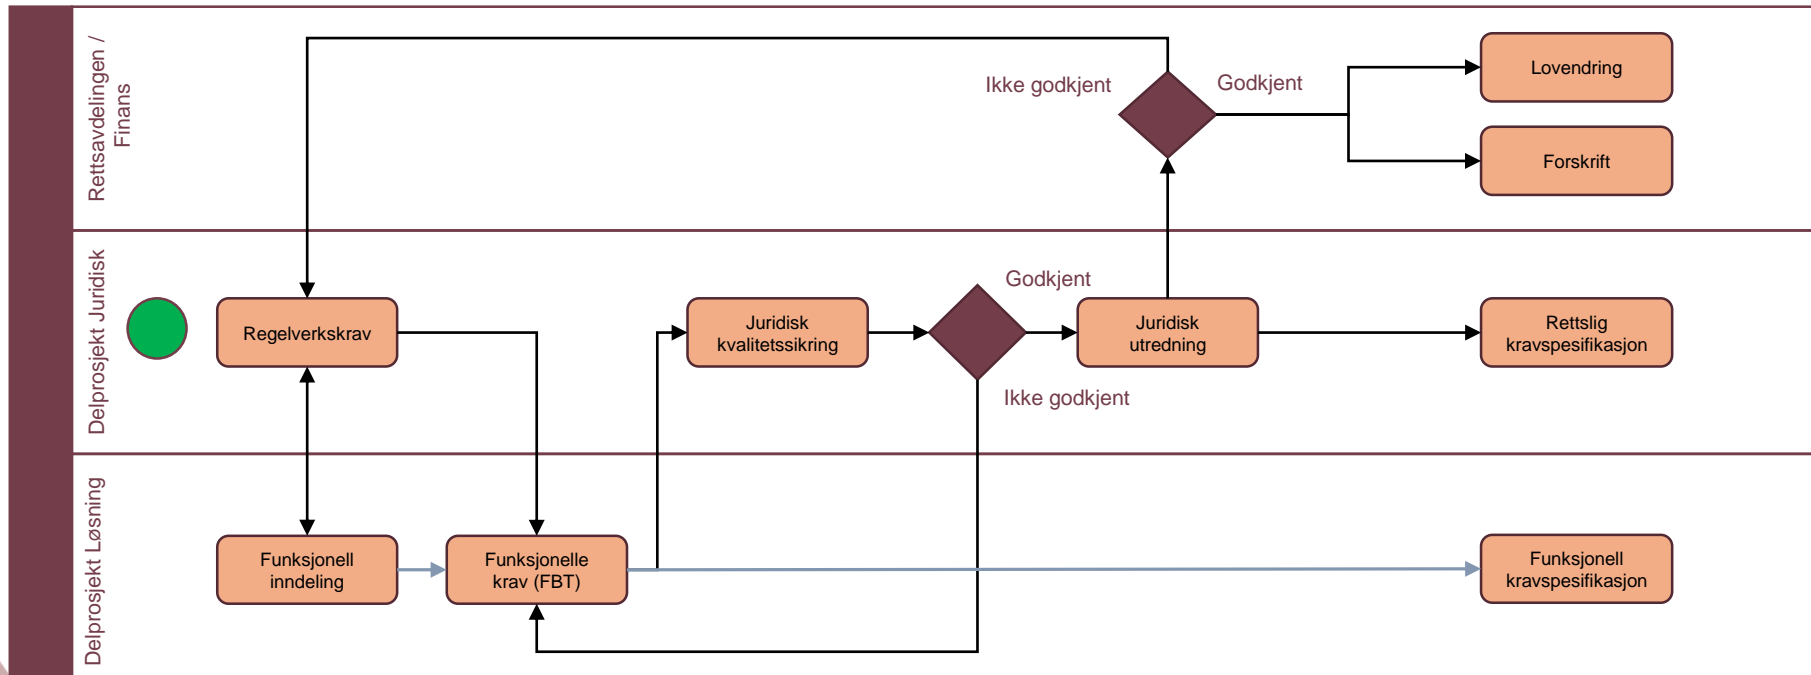 Rettsavdelingen /
Finans
Ikke godkjent
Godkjent
Lovendring
Forskrift
Delprosjekt Juridisk
Regelverkskrav
Juridisk
kvalitetssikring
Godkjent
Ikke godkjent
Juridisk
utredning
Rettslig
kravspesifikasjon
Delprosjekt Løsning
Funksjonell
inndeling
Funksjonelle
krav (FBT)
Funksjonell
kravspesifikasjon